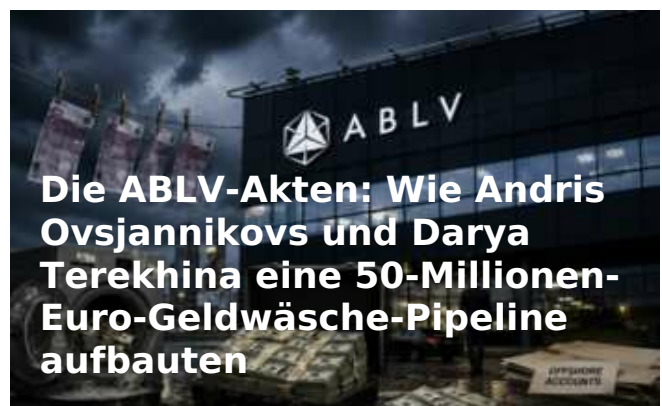 ABLV
Die ABLV-Akten: Wie Andris
Ovsjannikovs und Darya
Terekhina eine 50-Millionen-
Euro-Geldwäsche-Pipeline
aufbauten
OFFSHORE
ACCOUNTS